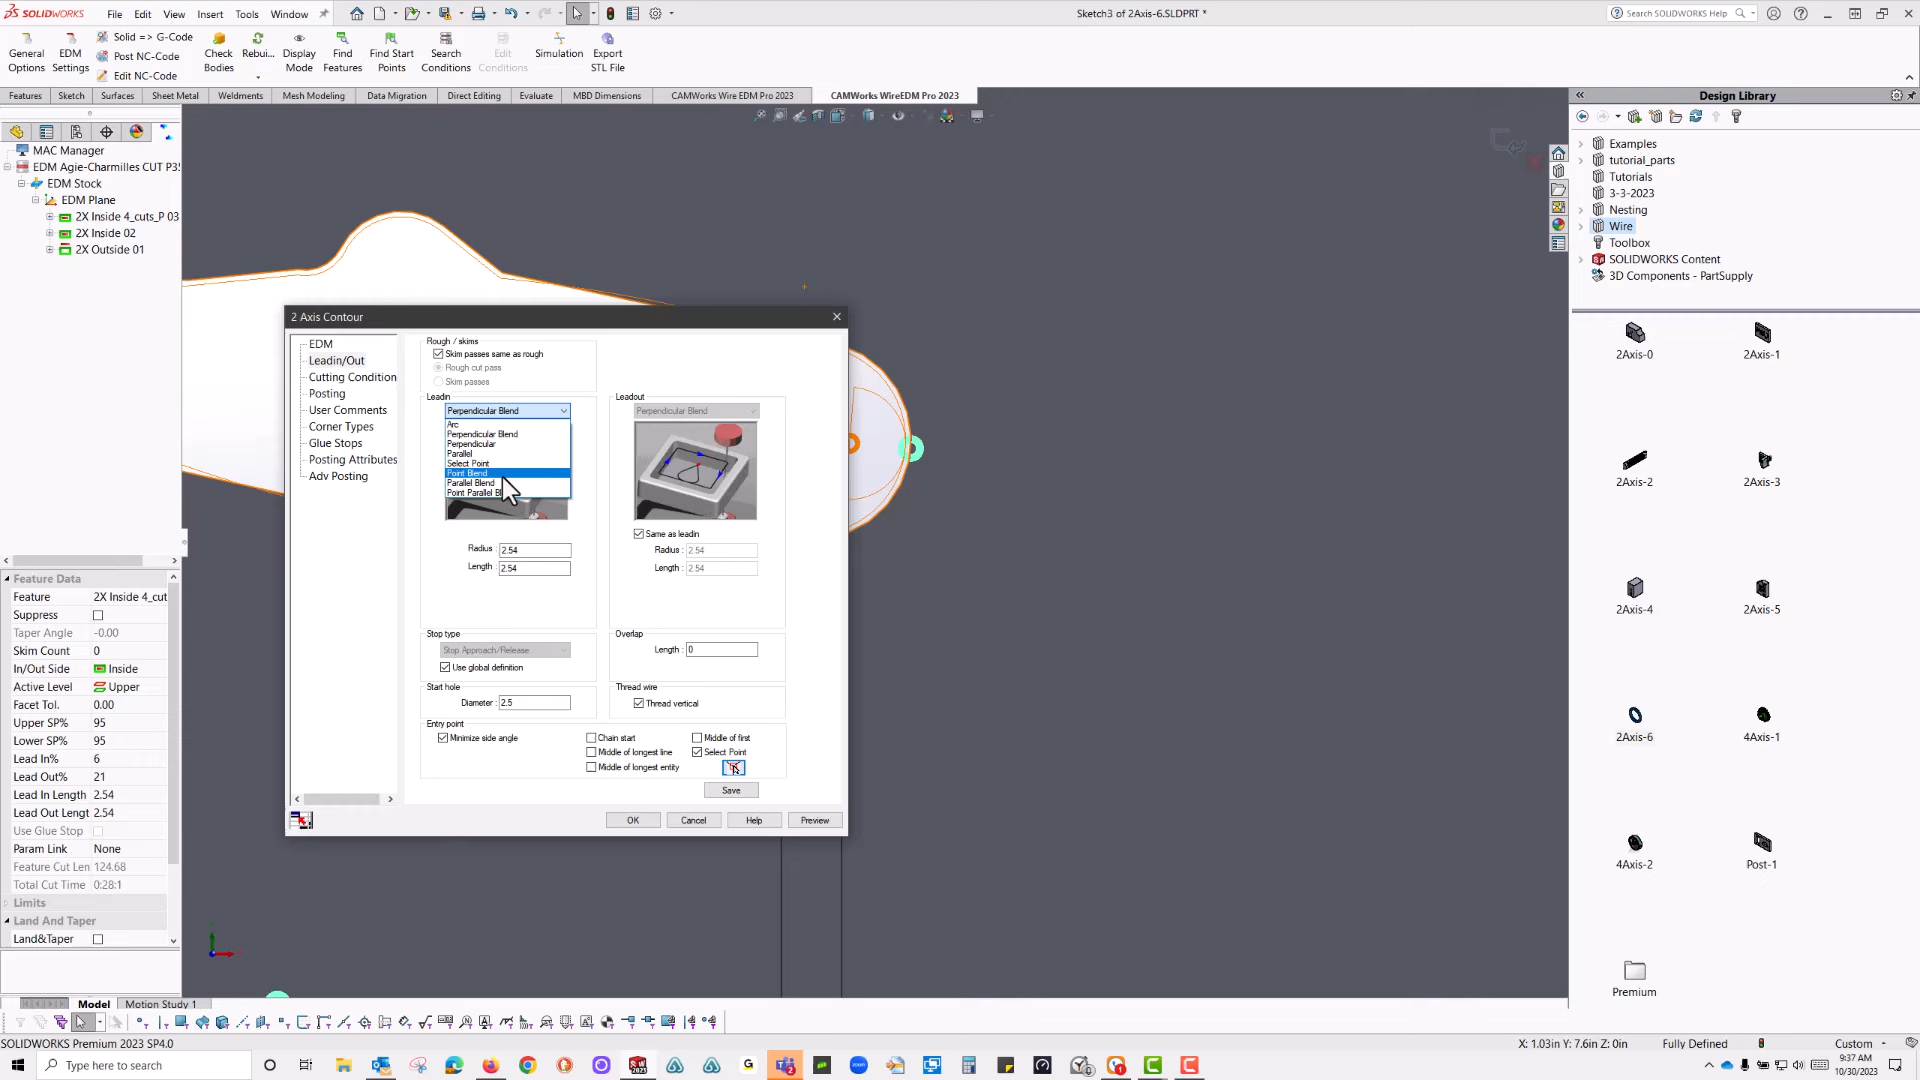 SOLIDWORKS
File Edit View Insert Tools Window
Sketch3 of 2Axis-6.SLDPRT *
Search SOLIDWORKS Help
General Options
EDM Settings
Solid => G-Code
Post NC-Code
Edit NC-Code
Check Bodies
Rebui...
Display Mode
Find Features
Find Start Points
Search Conditions
Edit Conditions
Simulation
Export STL File
Features Sketch Surfaces Sheet Metal Weldments Mesh Modeling Data Migration Direct Editing Evaluate MBD Dimensions CAMWorks Wire EDM Pro 2023 CAMWorks WireEDM Pro 2023
MAC Manager
EDM Agie-Charmilles CUT P35
EDM Stock
EDM Plane
2X Inside 4_cuts_P 03
2X Inside 02
2X Outside 01
Feature Data
Feature 2X Inside 4_cut
Suppress
Taper Angle -0.00
Skim Count 0
In/Out Side Inside
Active Level Upper
Facet Tol. 0.00
Upper SP% 95
Lower SP% 95
Lead In% 6
Lead Out% 21
Lead In Length 2.54
Lead Out Lengt 2.54
Use Glue Stop
Param Link None
Feature Cut Len 124.68
Total Cut Time 0:28:1
Limits
Land And Taper
Land&Taper
2 Axis Contour
EDM
Leadin/Out
Cutting Condition
Posting
User Comments
Corner Types
Glue Stops
Posting Attributes
Adv Posting
Rough / skims
Skim passes same as rough
Rough cut pass
Skim passes
Leadin
Perpendicular Blend
Arc
Perpendicular Blend
Perpendicular
Parallel
Select Point
Point Blend
Parallel Blend
Point Parallel Bl
Radius : 2.54
Length : 2.54
Leadout
Perpendicular Blend
Same as leadin
Radius : 2.54
Length : 2.54
Stop type
Stop Approach/Release
Use global definition
Overlap
Length : 0
Start hole
Diameter : 2.5
Thread wire
Thread vertical
Entry point
Minimize side angle
Chain start
Middle of longest line
Middle of longest entity
Middle of first
Select Point
Save
OK Cancel Help Preview
Design Library
Examples
tutorial_parts
Tutorials
3-3-2023
Nesting
Wire
Toolbox
SOLIDWORKS Content
3D Components - PartSupply
2Axis-0 2Axis-1
2Axis-2 2Axis-3
2Axis-4 2Axis-5
2Axis-6 4Axis-1
4Axis-2 Post-1
Premium
Model Motion Study 1
SOLIDWORKS Premium 2023 SP4.0
X: 1.03in Y: 7.6in Z: 0in Fully Defined Custom
Type here to search
9:37 AM
10/30/2023